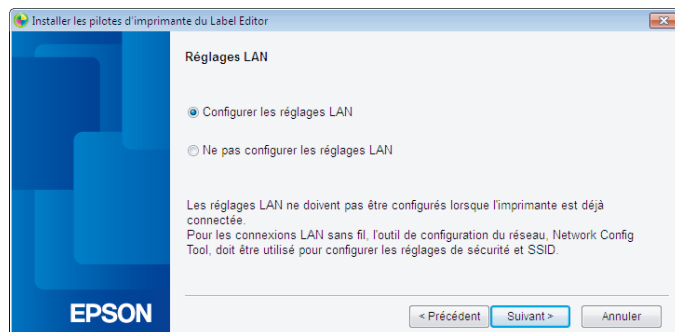 Installer les pilotes d'imprimante du Label Editor
Réglages LAN
Configurer les réglages LAN
Ne pas configurer les réglages LAN
Les réglages LAN ne doivent pas être configurés lorsque l'imprimante est déjà
connectée.
Pour les connexions LAN sans fil, l'outil de configuration du réseau, Network Config
Tool, doit être utilisé pour configurer les réglages de sécurité et SSID.
EPSON
< Précédent
Suivant >
Annuler